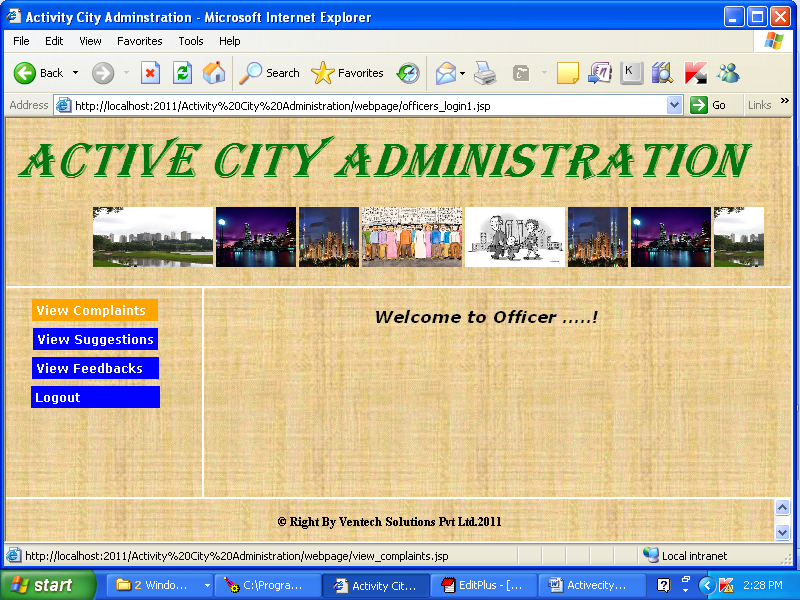 Activity City Adminstration - Microsoft Internet Explorer
File Edit View Favorites Tools Help
Back Search Favorites
Address http://localhost:2011/Activity%20City%20Administration/webpage/officers_login1.jsp Go Links »
ACTIVE CITY ADMINISTRATION
View Complaints
Welcome to Officer .....!
View Suggestions
View Feedbacks
Logout
© Right By Ventech Solutions Pvt Ltd.2011
http://localhost:2011/Activity%20City%20Administration/webpage/view_complaints.jsp Local intranet
start 2 Windo... C:\Progra... Activity Cit... EditPlus - [... Activecity... 2:28 PM